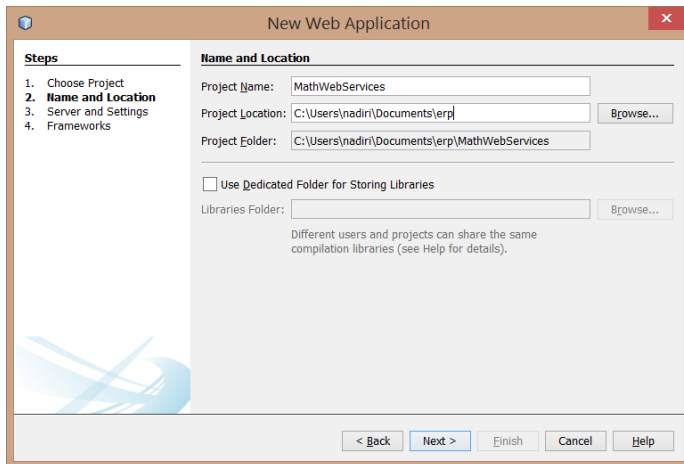 New Web Application
x
Steps
1. Choose Project
2. Name and Location
3. Server and Settings
4. Frameworks
Name and Location
Project Name: MathWebServices
Project Location: C:\Users\nadiri\Documents\erp Browse...
Project Folder: C:\Users\nadiri\Documents\erp\MathWebServices
Use Dedicated Folder for Storing Libraries
Libraries Folder: Browse...
Different users and projects can share the same
compilation libraries (see Help for details).
< Back Next > Finish Cancel Help